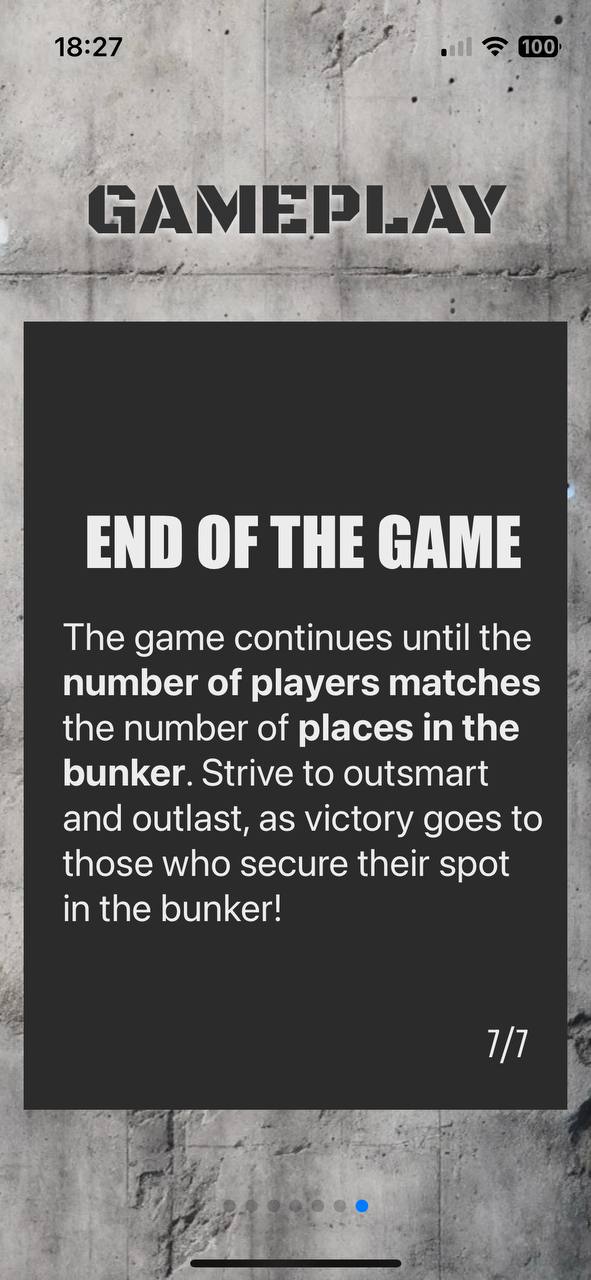 18:27
100
GAMEPLAY
END OF THE GAME
The game continues until the
number of players matches
the number of places in the
bunker. Strive to outsmart
and outlast, as victory goes to
those who secure their spot
in the bunker!
7/7